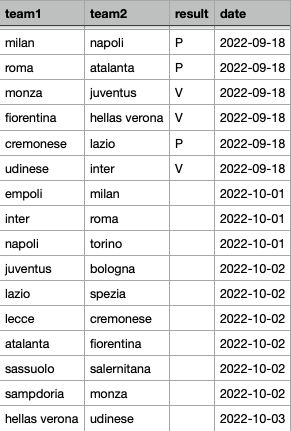 team1 team2 result date
milan napoli P 2022-09-18
roma atalanta P 2022-09-18
monza juventus V 2022-09-18
fiorentina hellas verona V 2022-09-18
cremonese lazio P 2022-09-18
udinese inter V 2022-09-18
empoli milan 2022-10-01
inter roma 2022-10-01
napoli torino 2022-10-01
juventus bologna 2022-10-02
lazio spezia 2022-10-02
lecce cremonese 2022-10-02
atalanta fiorentina 2022-10-02
sassuolo salernitana 2022-10-02
sampdoria monza 2022-10-02
hellas verona udinese 2022-10-03